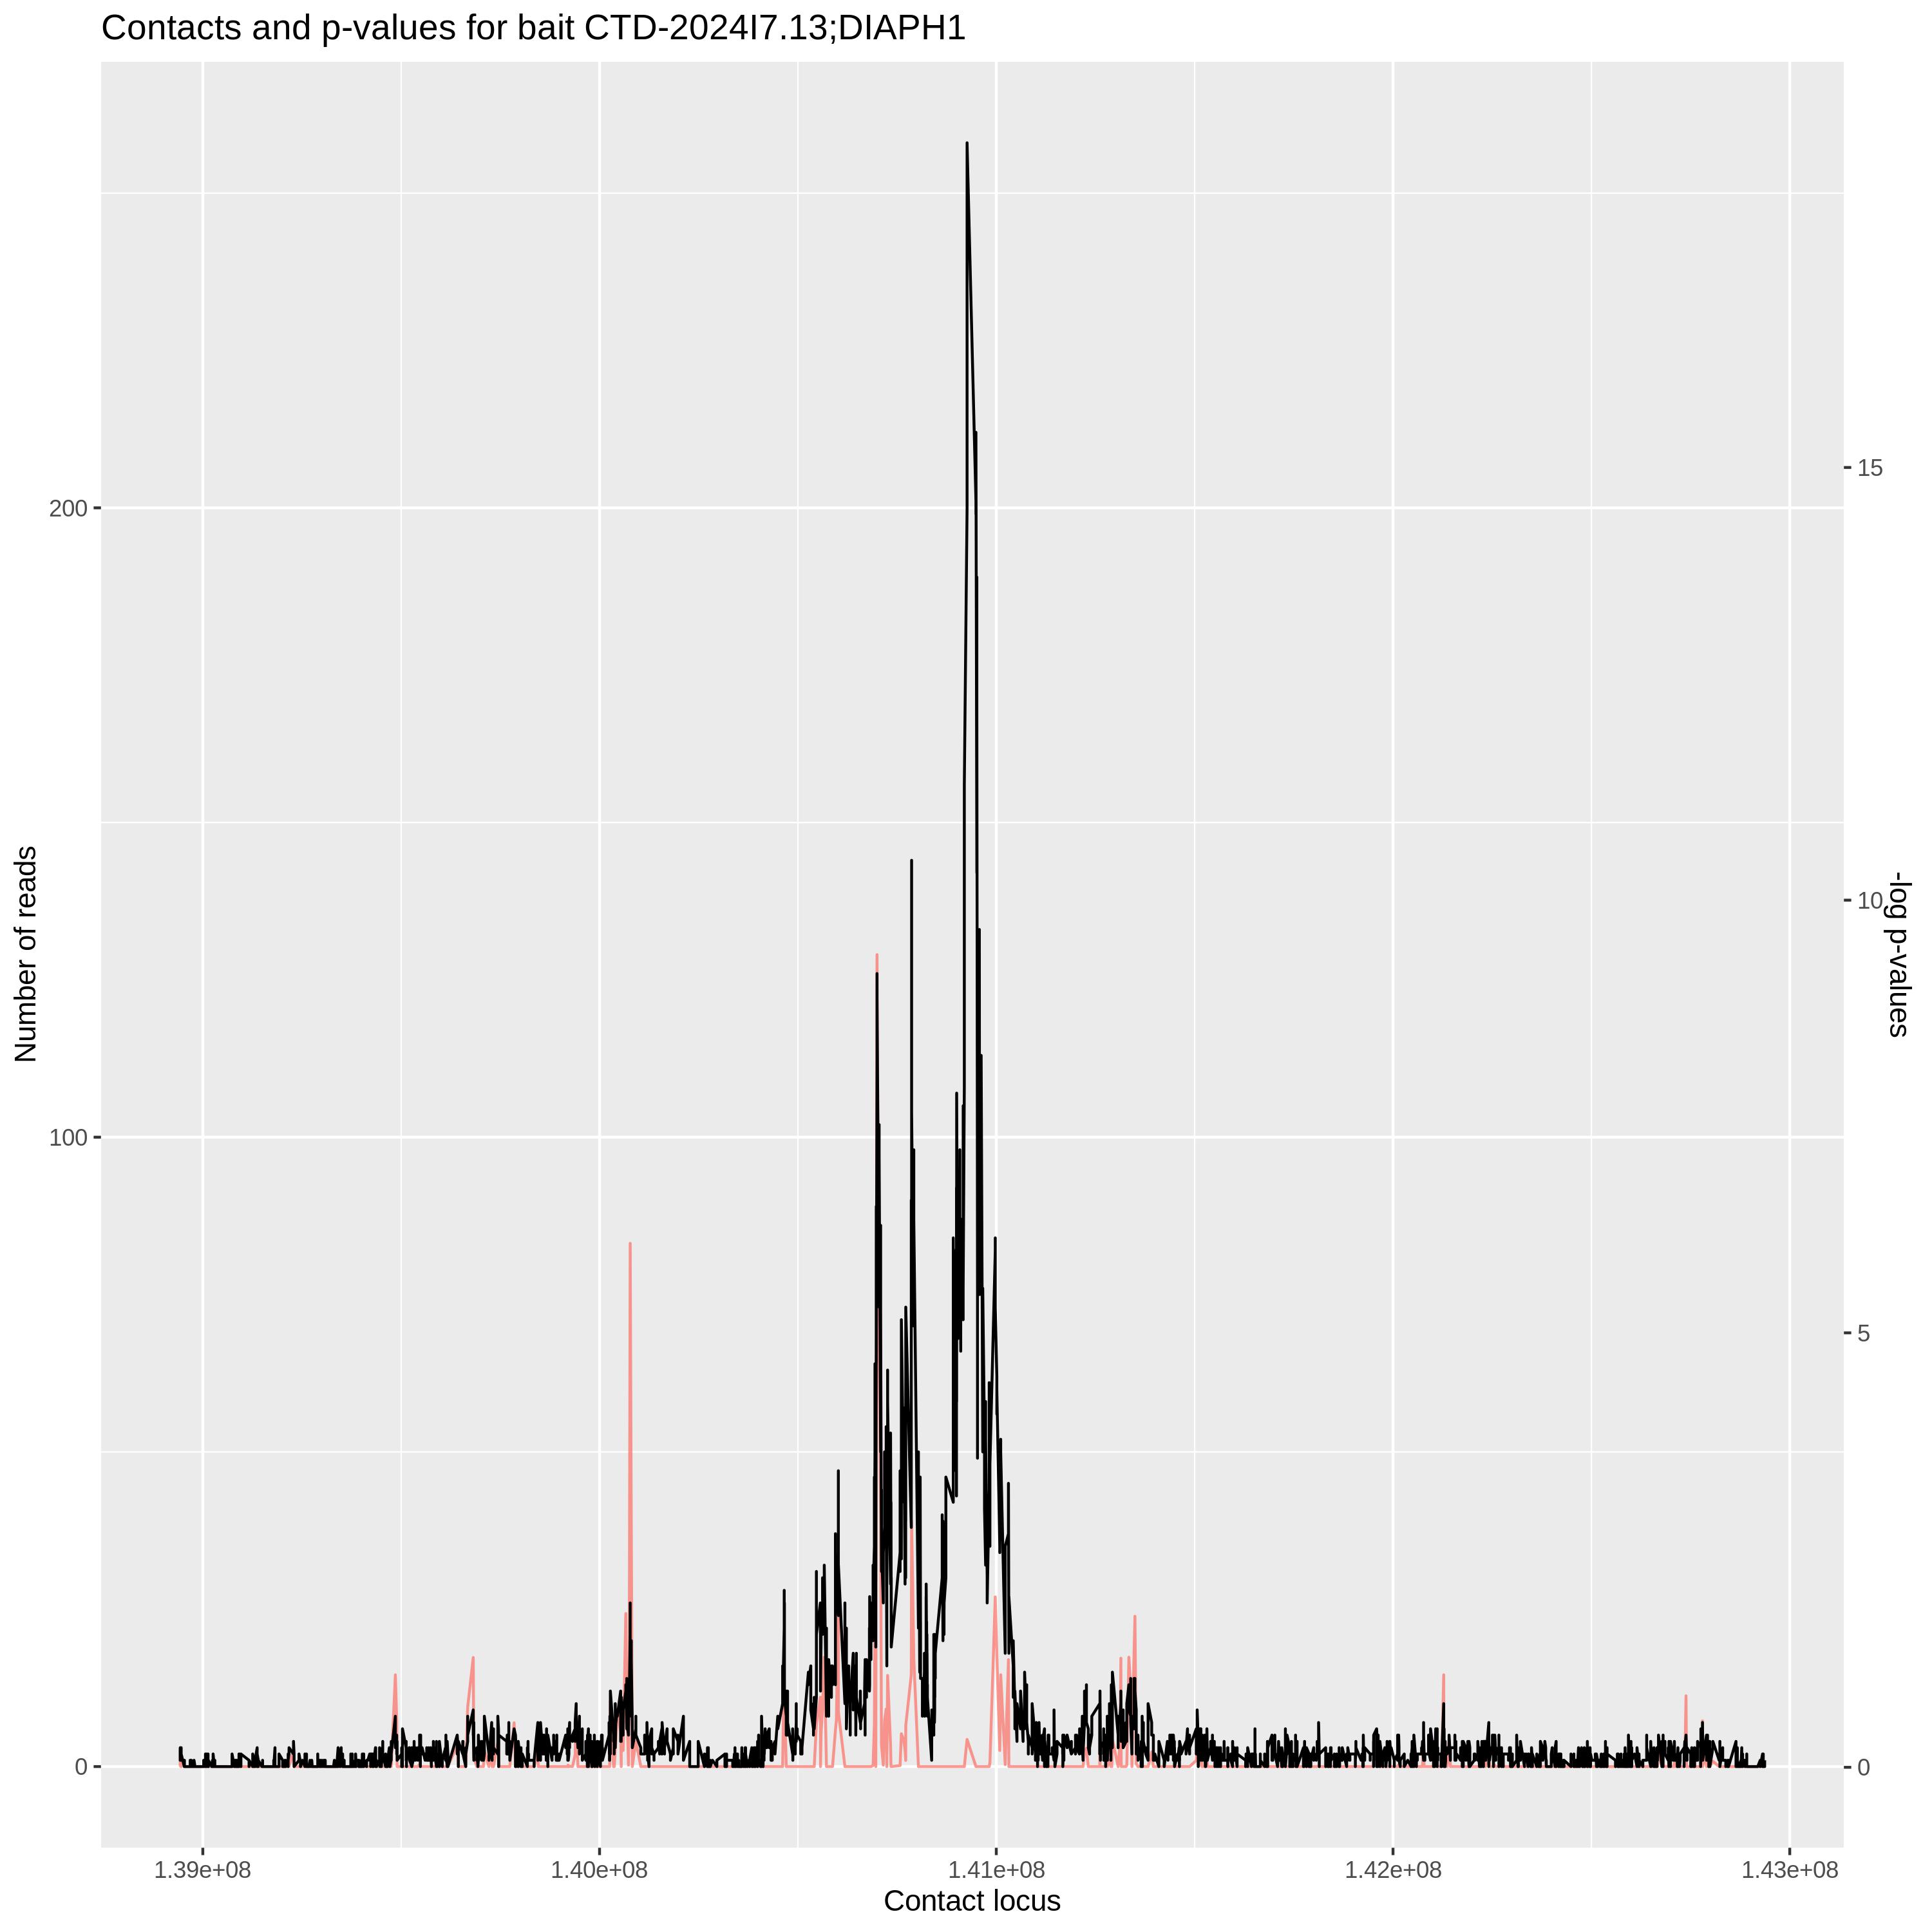 Contacts and p-values for bait CTD-2024I7.13;DIAPH1
Number of reads
200
100
0
15
10
5
0
-log p-values
1.39e+08 1.40e+08 1.41e+08 1.42e+08 1.43e+08
Contact locus